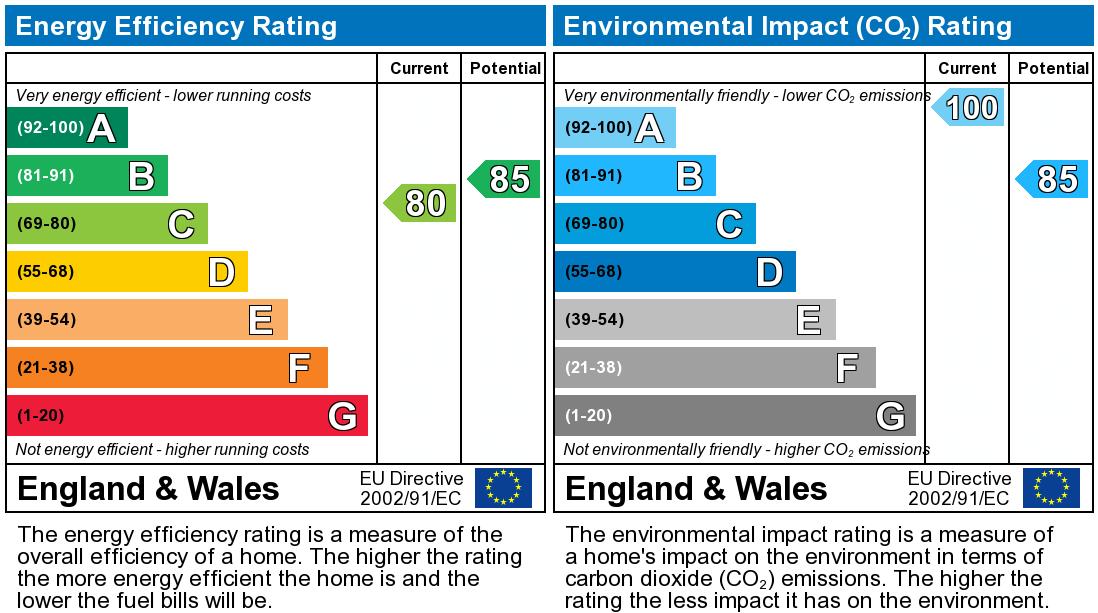 Energy Efficiency Rating
Current Potential
Very energy efficient - lower running costs
(92-100) A
(81-91) B
(69-80) C
(55-68) D
(39-54) E
(21-38) F
(1-20) G
80
85
Not energy efficient - higher running costs
England & Wales
EU Directive
2002/91/EC
The energy efficiency rating is a measure of the
overall efficiency of a home. The higher the rating
the more energy efficient the home is and the
lower the fuel bills will be.
Environmental Impact (CO₂) Rating
Current Potential
Very environmentally friendly - lower CO₂ emissions
(92-100) A
(81-91) B
(69-80) C
(55-68) D
(39-54) E
(21-38) F
(1-20) G
100
85
Not environmentally friendly - higher CO₂ emissions
England & Wales
EU Directive
2002/91/EC
The environmental impact rating is a measure of
a home's impact on the environment in terms of
carbon dioxide (CO₂) emissions. The higher the
rating the less impact it has on the environment.